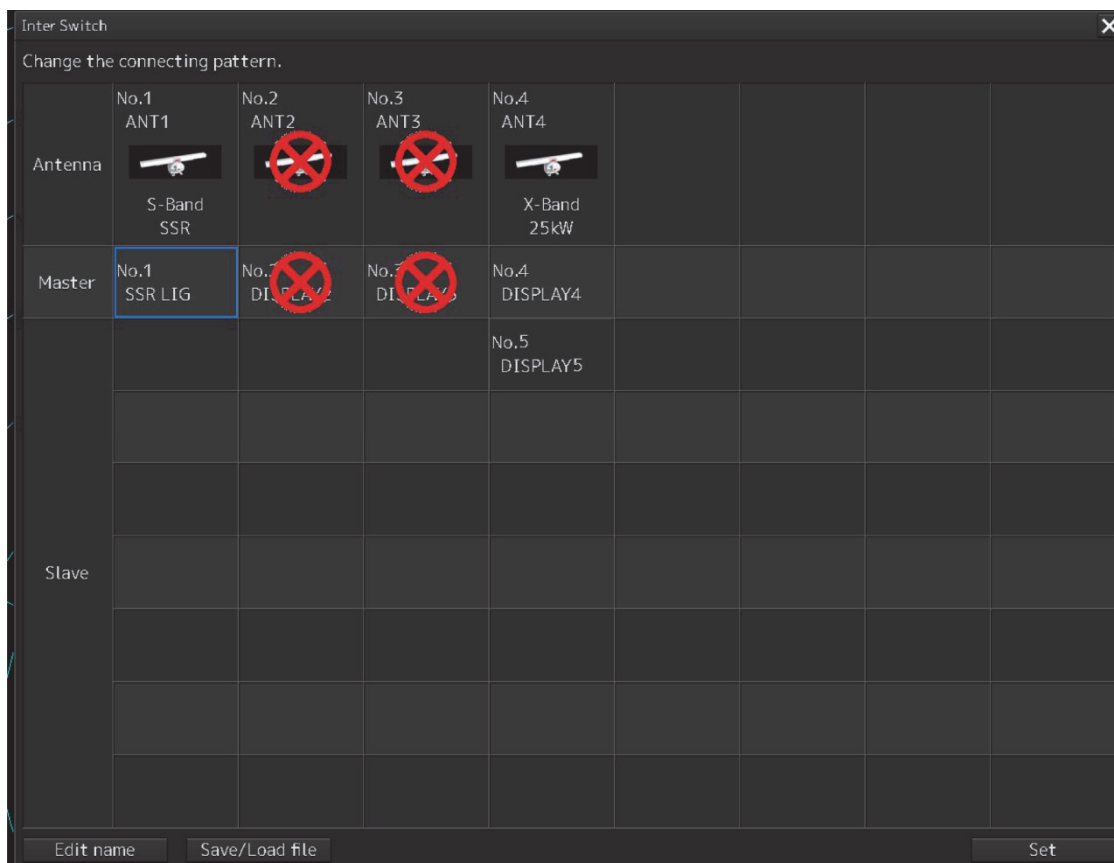 Inter Switch
Change the connecting pattern.
Antenna
No.1
ANT1
S-Band
SSR
No.2
ANT2
No.3
ANT3
No.4
ANT4
X-Band
25kW
Master
No.1
SSR LIG
No.
No.
No.4
DISPLAY4
Slave
No.5
DISPLAY5
Edit name
Save/Load file
Set